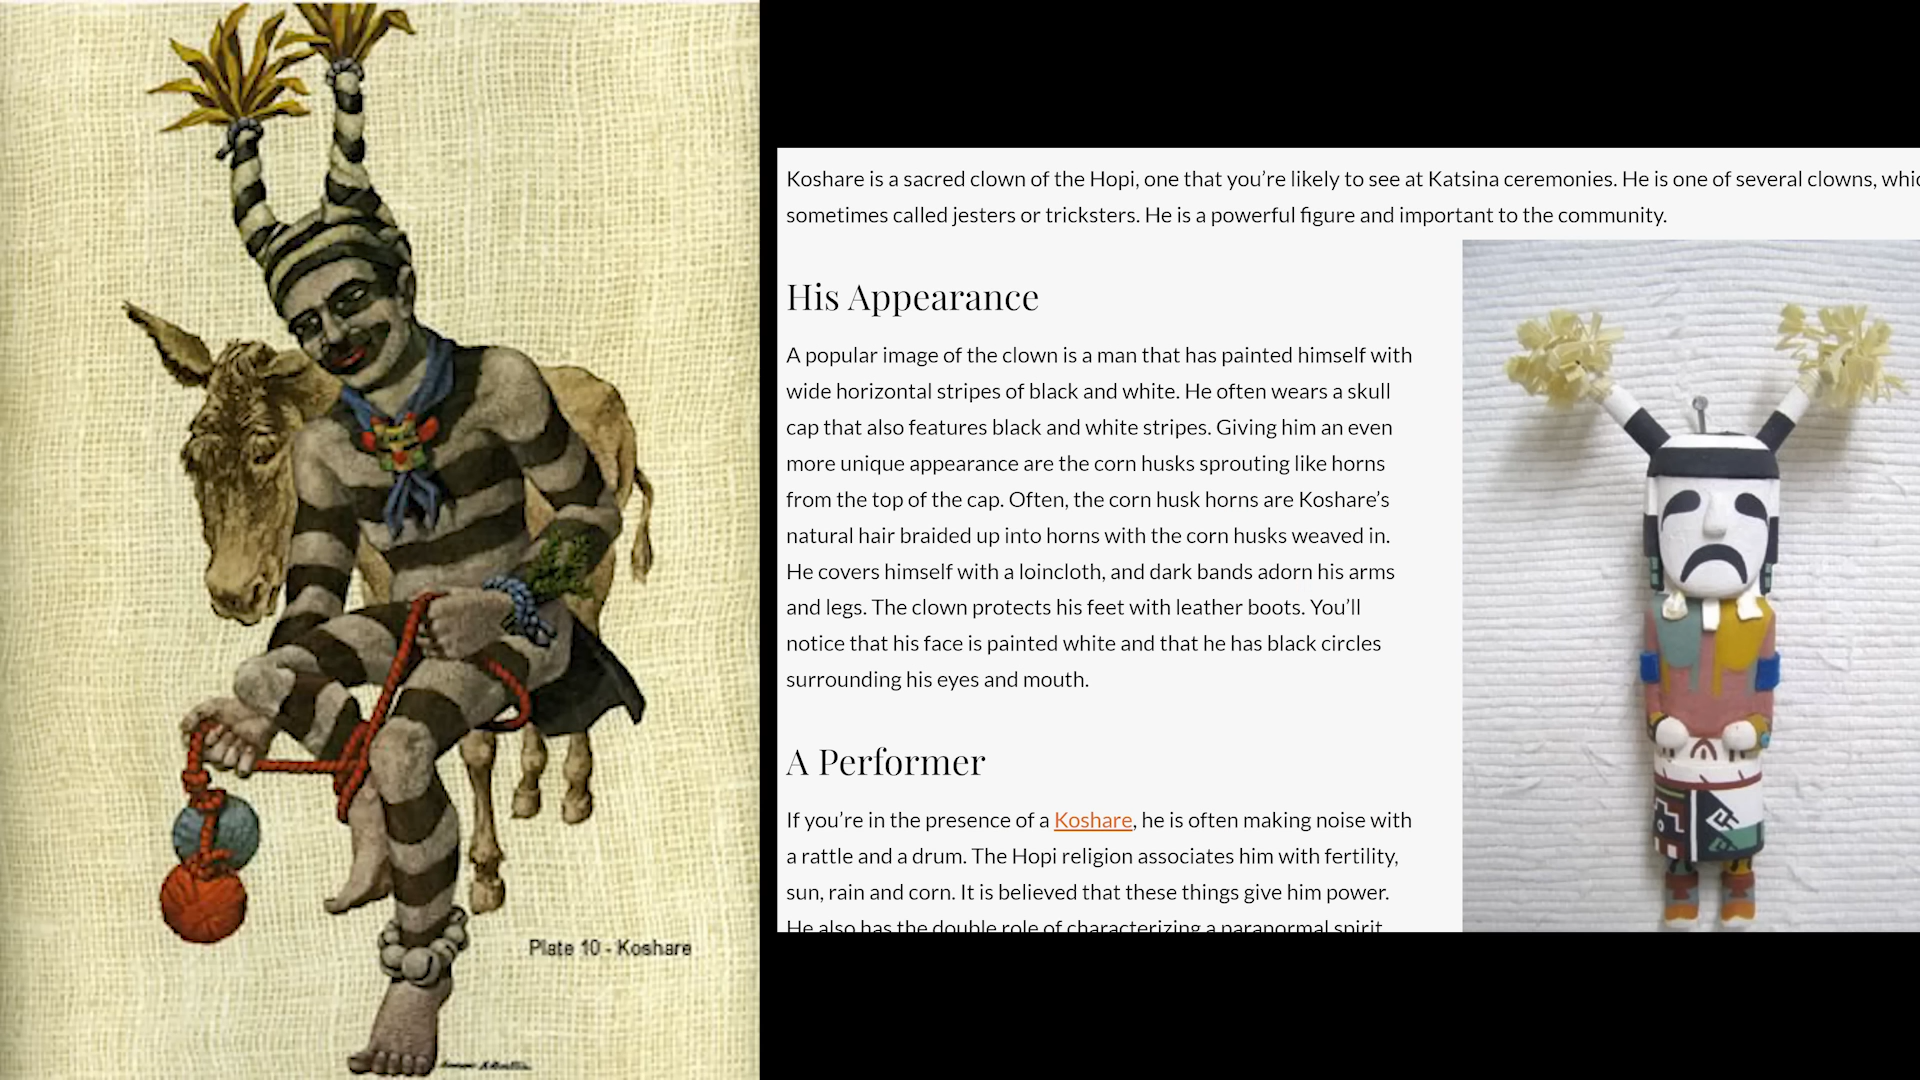 Koshare is a sacred clown of the Hopi, one that you’re likely to see at Katsina ceremonies. He is one of several clowns,
sometimes called jesters or tricksters. He is a powerful figure and important to the community.
His Appearance
A popular image of the clown is a man that has painted himself with
wide horizontal stripes of black and white. He often wears a skull
cap that also features black and white stripes. Giving him an even
more unique appearance are the corn husks sprouting like horns
from the top of the cap. Often, the corn husk horns are Koshare’s
natural hair braided up into horns with the corn husks weaved in.
He covers himself with a loincloth, and dark bands adorn his arms
and legs. The clown protects his feet with leather boots. You’ll
notice that his face is painted white and that he has black circles
surrounding his eyes and mouth.
A Performer
If you’re in the presence of a Koshare, he is often making noise with
a rattle and a drum. The Hopi religion associates him with fertility,
sun, rain and corn. It is believed that these things give him power.
He also has the double role of characterizing a paranormal spirit
Plate 10 - Koshare